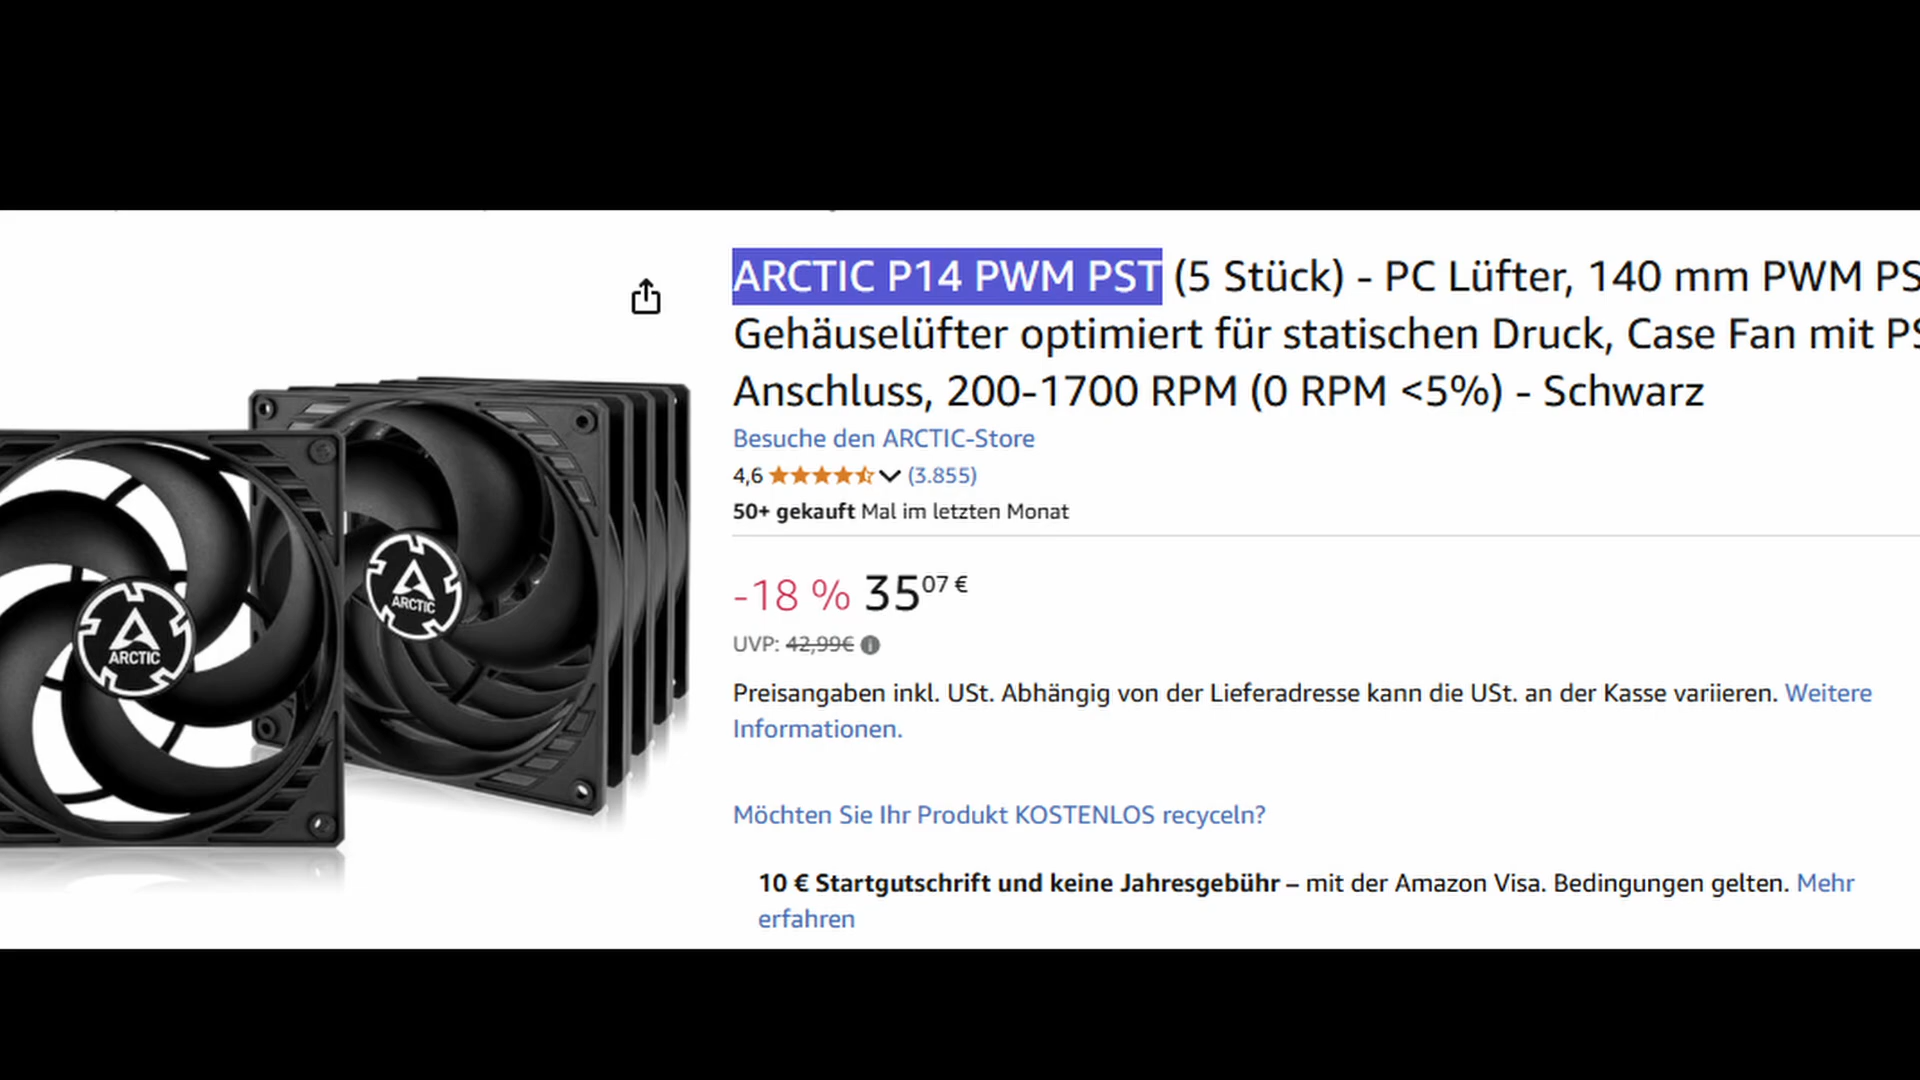 ARCTIC P14 PWM PST (5 Stück) - PC Lüfter, 140 mm PWM PS
Gehäuselüfter optimiert für statischen Druck, Case Fan mit PS
Anschluss, 200-1700 RPM (0 RPM <5%) - Schwarz
Besuche den ARCTIC-Store
4,6 (3.855)
50+ gekauft Mal im letzten Monat
-18 % 35 07 €
UVP: 42,99€
Preisangaben inkl. USt. Abhängig von der Lieferadresse kann die USt. an der Kasse variieren. Weitere
Informationen.
Möchten Sie Ihr Produkt KOSTENLOS recyceln?
10 € Startgutschrift und keine Jahresgebühr – mit der Amazon Visa. Bedingungen gelten. Mehr
erfahren
ARCTIC
ARCTIC